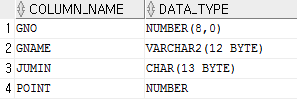 COLUMN_NAME DATA_TYPE
1 GNO NUMBER(8,0)
2 GNAME VARCHAR2(12 BYTE)
3 JUMIN CHAR(13 BYTE)
4 POINT NUMBER